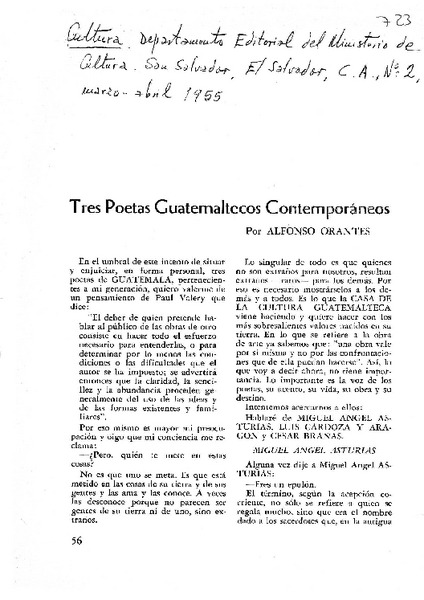 723
Cultura. Departamento Editorial del Ministerio de
Cultura. San Salvador, El Salvador, C.A., Nº 2,
marzo-abril 1955
Tres Poetas Guatemaltecos Contemporáneos
Por ALFONSO ORANTES
En el umbral de este intento de situar
y enjuiciar, en forma personal, tres
poetas de GUATEMALA, pertenecien-
tes a mi generación, quiero valerme de
un pensamiento de Paul Valery que
dice:
"El deber de quien pretende ha-
blar al público de las obras de otro
consiste en hacer todo el esfuerzo
necesario para entenderlas, o para
determinar por lo menos las condi-
ciones o las dificultades que el
autor se ha impuesto; se advertirá
entonces que la claridad, la senci-
llez y la abundancia proceden ge-
neralmente del uso de las ideas y
de las formas existentes y fami-
liares".
Por eso mismo es mayor mi preocu-
pación y oigo que mi conciencia me re-
clama:
—¿Pero, quién te mete en estas
cosas?
No es que uno se meta. Es que está
metido en las cosas de su tierra y de sus
gentes y las ama y las conoce. A veces
las desconoce porque no parecen ser
gentes de su tierra ni de uno, sino ex-
traños.
Lo singular de todo es que quienes
no son extraños para nosotros, resultan
extraños —raros— para los demás. Por
eso es necesario mostrárselos a los de-
más y a todos. Es lo que la CASA DE
LA CULTURA GUATEMALTECA
viene haciendo y quiere hacer con los
más sobresalientes valores nacidos en su
tierra. En lo que se refiere a la obra
de arte ya sabemos que: "una obra vale
por sí misma y no por las confrontacio-
nes que de ella puedan hacerse". Así, lo
que voy a decir ahora, no tiene impor-
tancia. Lo importante es la voz de los
poetas, su acento, su vida, su obra y su
destino.
Intentemos acercarnos a ellos:
Hablaré de MIGUEL ANGEL AS-
TURIAS, LUIS CARDOZA Y ARA-
GON y CESAR BRAÑAS.
MIGUEL ANGEL ASTURIAS
Alguna vez dije a Miguel Angel AS-
TURIAS:
—Eres un epulón.
El término, según la acepción co-
rriente, no sólo se refiere a quien se
regala mucho, sino que era el nombre
dado a los sacerdotes que, en la antigua
56